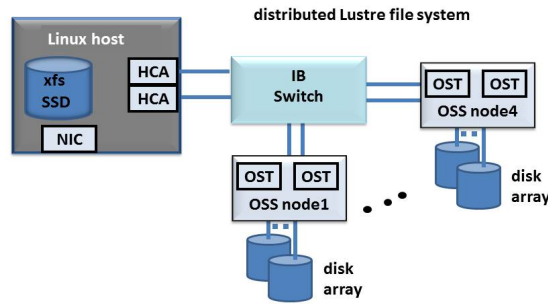 distributed Lustre file system
Linux host
xfs
SSD
HCA
HCA
NIC
IB
Switch
OST OST
OSS node4
disk
array
OST OST
OSS node1
disk
array